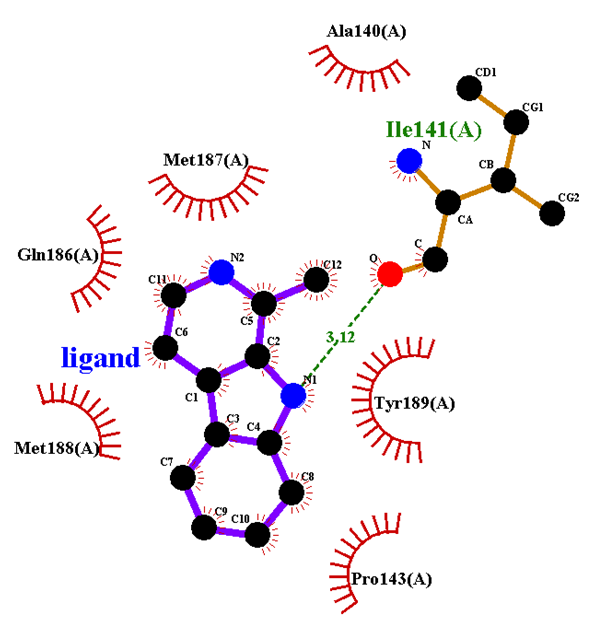 Ala140(A)
CD1
CG1
Ile141(A)
N
Met187(A)
CB
CA
CG2
Gln186(A)
N2
C12
O
C
C11
C5
C6
C2
3.12
ligand
N1
C1
Tyr189(A)
C3
C4
Met188(A)
C7
C8
C9
C10
Pro143(A)